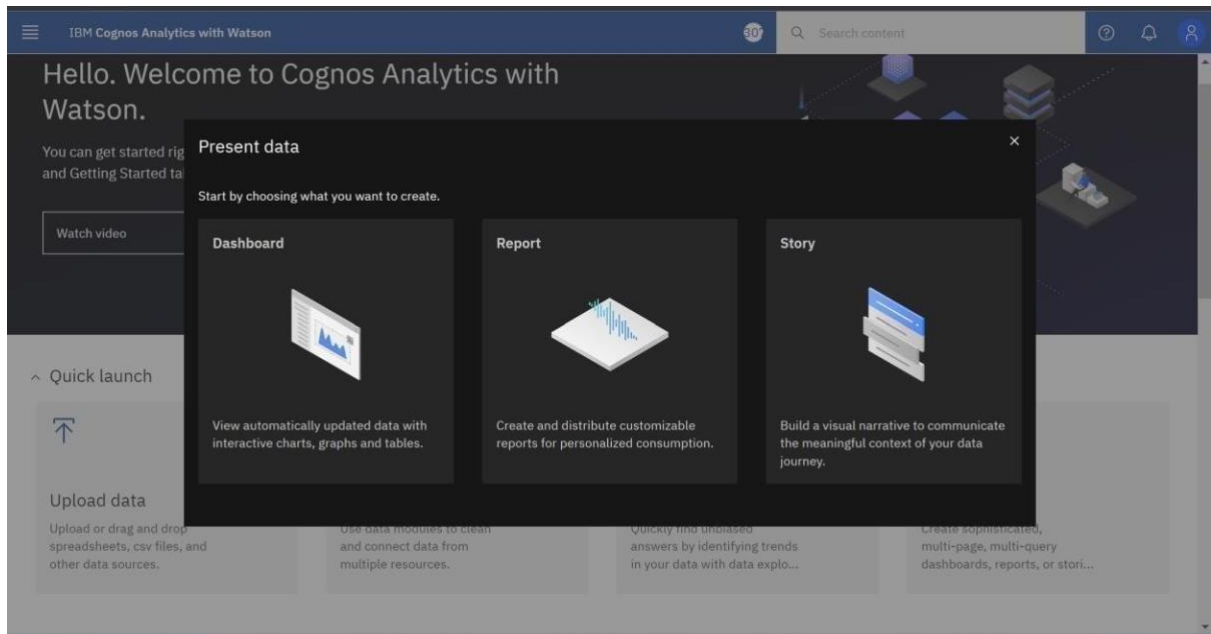 IBM Cognos Analytics with Watson
Search content
Hello. Welcome to Cognos Analytics with
Watson.
You can get started rig
and Getting Started ta
Watch video
Present data
Start by choosing what you want to create.
Dashboard
View automatically updated data with
interactive charts, graphs and tables.
Report
Create and distribute customizable
reports for personalized consumption.
Story
Build a visual narrative to communicate
the meaningful context of your data
journey.
Quick launch
Upload data
Upload or drag and drop
spreadsheets, csv files, and
other data sources.
Use data modules to clean
and connect data from
multiple resources.
Quickly find unbiased
answers by identifying trends
in your data with data explo...
Create sophisticated,
multi-page, multi-query
dashboards, reports, or stori...